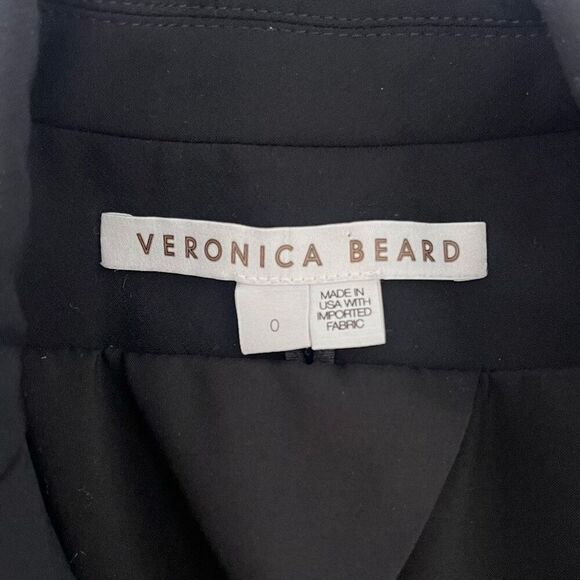 VERONICA BEARD
0
MADE IN
USA WITH
IMPORTED
FABRIC